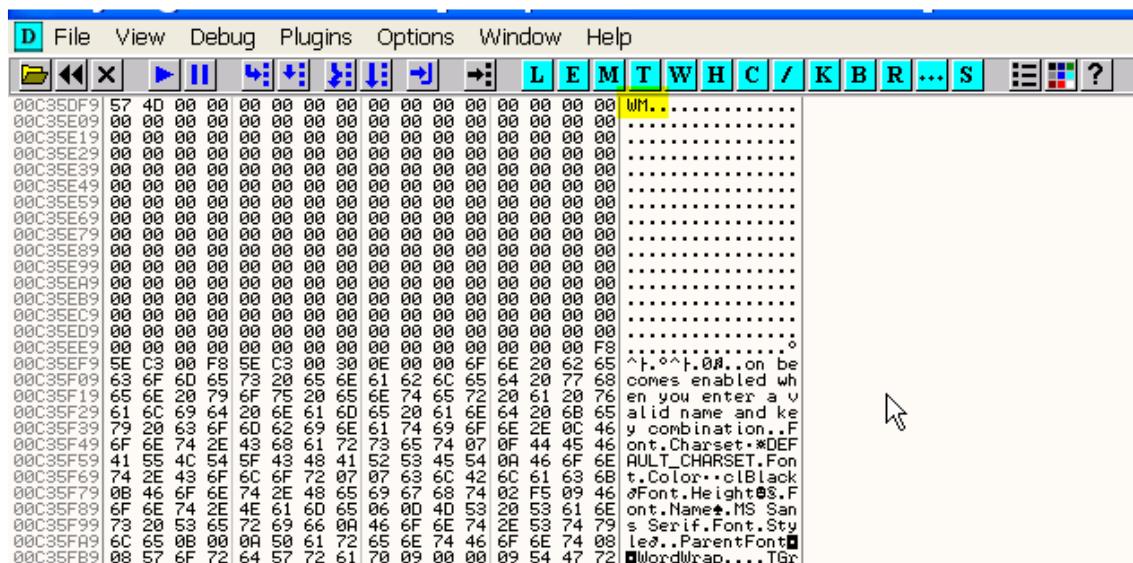 D File View Debug Plugins Options Window Help
L E M T W H C / K B R ... S ?
00C35DF9 57 4D 00 00 00 00 00 00 00 00 00 00 00 00 00 00 WM..............
00C35E09 00 00 00 00 00 00 00 00 00 00 00 00 00 00 00 00 ................
00C35E19 00 00 00 00 00 00 00 00 00 00 00 00 00 00 00 00 ................
00C35E29 00 00 00 00 00 00 00 00 00 00 00 00 00 00 00 00 ................
00C35E39 00 00 00 00 00 00 00 00 00 00 00 00 00 00 00 00 ................
00C35E49 00 00 00 00 00 00 00 00 00 00 00 00 00 00 00 00 ................
00C35E59 00 00 00 00 00 00 00 00 00 00 00 00 00 00 00 00 ................
00C35E69 00 00 00 00 00 00 00 00 00 00 00 00 00 00 00 00 ................
00C35E79 00 00 00 00 00 00 00 00 00 00 00 00 00 00 00 00 ................
00C35E89 00 00 00 00 00 00 00 00 00 00 00 00 00 00 00 00 ................
00C35E99 00 00 00 00 00 00 00 00 00 00 00 00 00 00 00 00 ................
00C35EA9 00 00 00 00 00 00 00 00 00 00 00 00 00 00 00 00 ................
00C35EB9 00 00 00 00 00 00 00 00 00 00 00 00 00 00 00 00 ................
00C35EC9 00 00 00 00 00 00 00 00 00 00 00 00 00 00 00 00 ................
00C35ED9 00 00 00 00 00 00 00 00 00 00 00 00 00 00 00 00 ................
00C35EE9 00 00 00 00 00 00 00 00 00 00 00 00 00 00 00 F8 ...............°
00C35EF9 5E C3 00 F8 5E C3 00 30 0E 00 00 6F 6E 20 62 65 ^├.°^├.0♬..on be
00C35F09 63 6F 6D 65 73 20 65 6E 61 62 6C 65 64 20 77 68 comes enabled wh
00C35F19 65 6E 20 79 6F 75 20 65 6E 74 65 72 20 61 20 76 en you enter a v
00C35F29 61 6C 69 64 20 6E 61 6D 65 20 61 6E 64 20 6B 65 alid name and ke
00C35F39 79 20 63 6F 6D 62 69 6E 61 74 69 6F 6E 2E 0C 46 y combination..F
00C35F49 6F 6E 74 2E 43 68 61 72 73 65 74 07 0F 44 45 46 ont.Charset•☼DEF
00C35F59 41 55 4C 54 5F 43 48 41 52 53 45 54 0A 46 6F 6E AULT_CHARSET.Fon
00C35F69 74 2E 43 6F 6C 6F 72 07 07 63 6C 42 6C 61 63 6B t.Color••clBlack
00C35F79 0B 46 6F 6E 74 2E 48 65 69 67 68 74 02 F5 09 46 ♂Font.Height☻§.F
00C35F89 6F 6E 74 2E 4E 61 6D 65 06 0D 4D 53 20 53 61 6E ont.Name♠.MS San
00C35F99 73 20 53 65 72 69 66 0A 46 6F 6E 74 2E 53 74 79 s Serif.Font.Sty
00C35FA9 6C 65 0B 00 0A 50 61 72 65 6E 74 46 6F 6E 74 08 le♂..ParentFont◘
00C35FB9 08 57 6F 72 64 57 72 61 70 09 00 00 09 54 47 72 ◘WordWrap....TGr